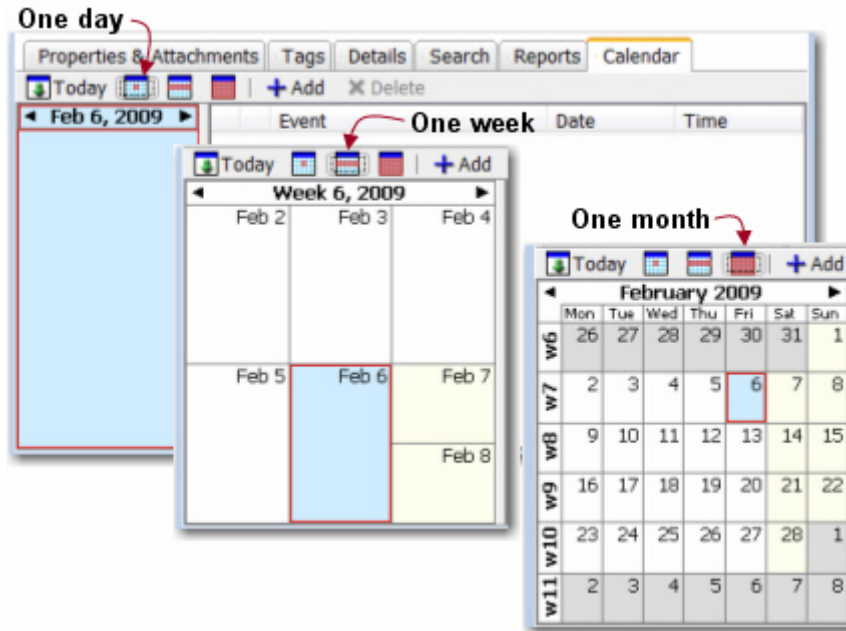 One day
Properties & Attachments Tags Details Search Reports Calendar
Today + Add Delete
Feb 6, 2009
Event Date Time
One week
Today + Add
Week 6, 2009
Feb 2 Feb 3 Feb 4
Feb 5 Feb 6 Feb 7
Feb 8
One month
Today + Add
February 2009
Mon Tue Wed Thu Fri Sat Sun
w6 26 27 28 29 30 31 1
w7 2 3 4 5 6 7 8
w8 9 10 11 12 13 14 15
w9 16 17 18 19 20 21 22
w10 23 24 25 26 27 28 1
w11 2 3 4 5 6 7 8